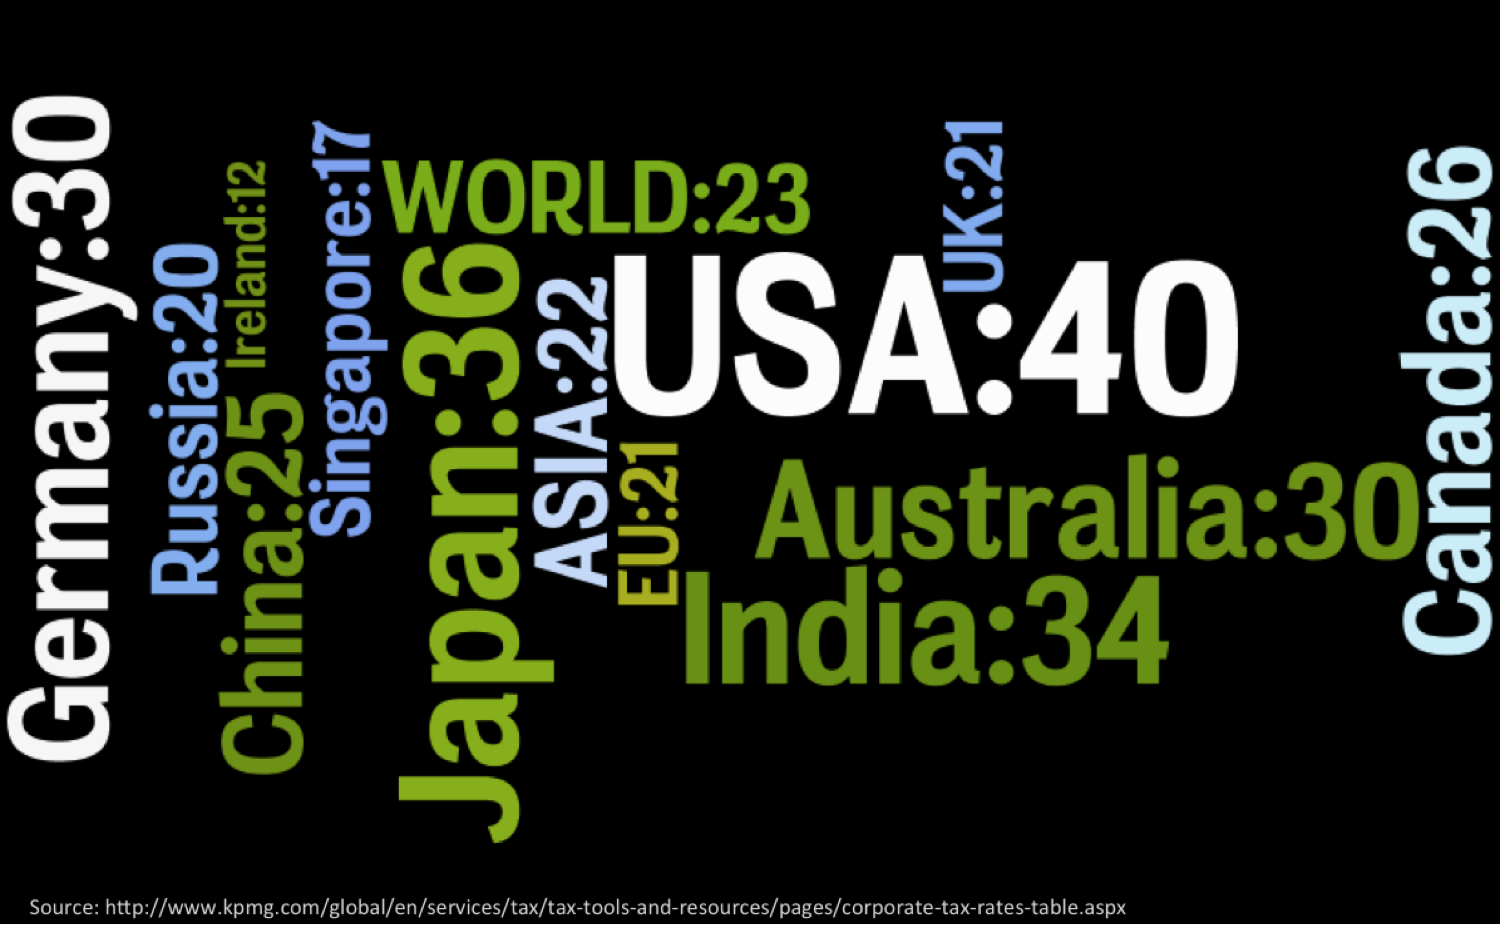 Germany:30
Russia:20
Ireland:12
China:25
Singapore:17
WORLD:23
Japan:36
ASIA:22
USA:40
UK:21
EU:21
Australia:30
India:34
Canada:26
Source: http://www.kpmg.com/global/en/services/tax/tax-tools-and-resources/pages/corporate-tax-rates-table.aspx